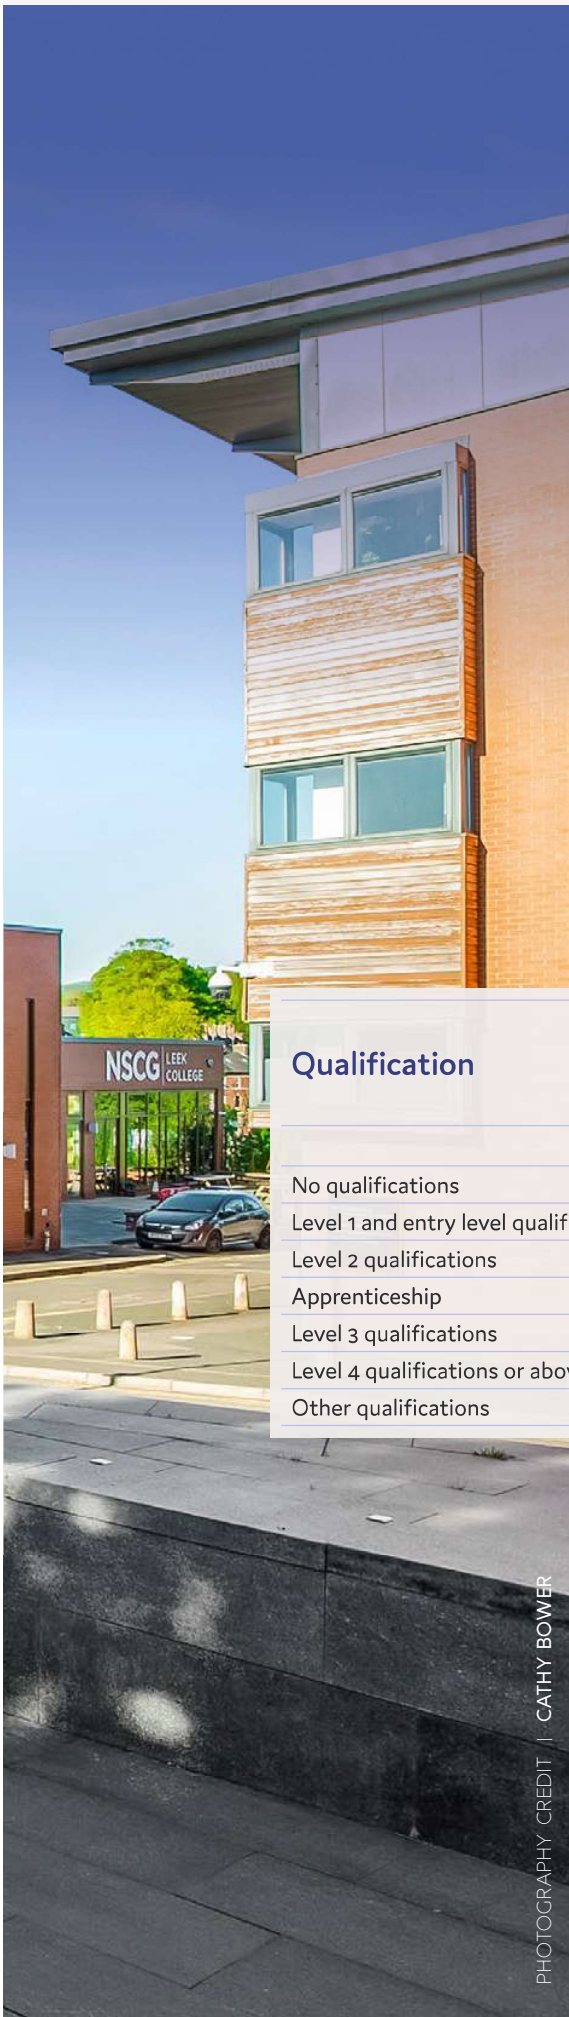 NSCG LEEK
COLLEGE
Qualification
No qualifications
Level 1 and entry level qualif
Level 2 qualifications
Apprenticeship
Level 3 qualifications
Level 4 qualifications or abov
Other qualifications
PHOTOGRAPHY CREDIT | CATHY BOWER